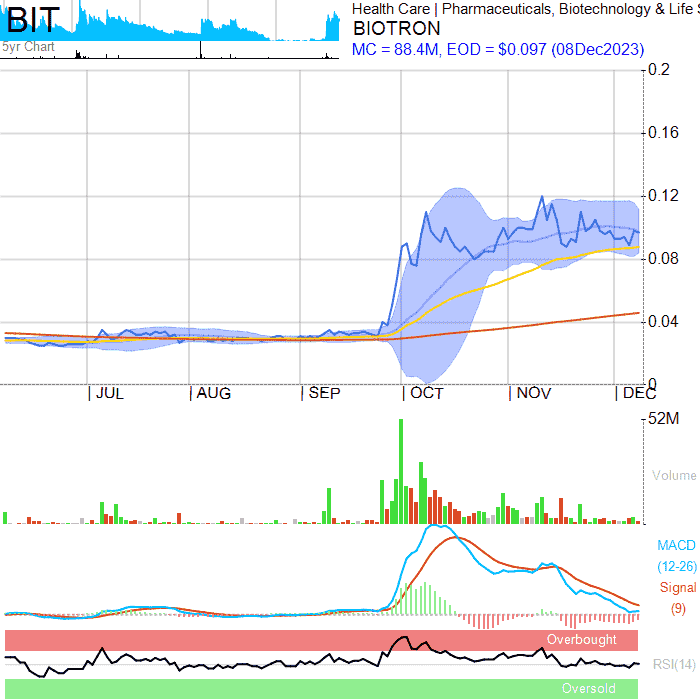 BIT
5yr Chart
Health Care | Pharmaceuticals, Biotechnology & Life S
BIOTRON
MC = 88.4M, EOD = $0.097 (08Dec2023)
0.2
0.16
0.12
0.08
0.04
0
JUL AUG SEP OCT NOV DEC
52M
Volume
MACD
(12-26)
Signal
(9)
Overbought
RSI(14)
Oversold